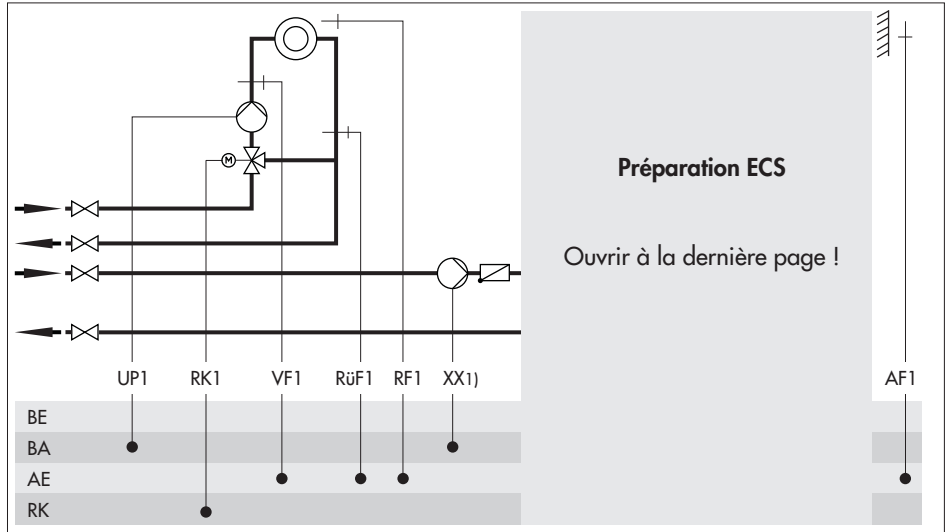 Préparation ECS
Ouvrir à la dernière page !
M
UP1 RK1 VF1 RüF1 RF1 XX1) AF1
BE
BA
AE
RK